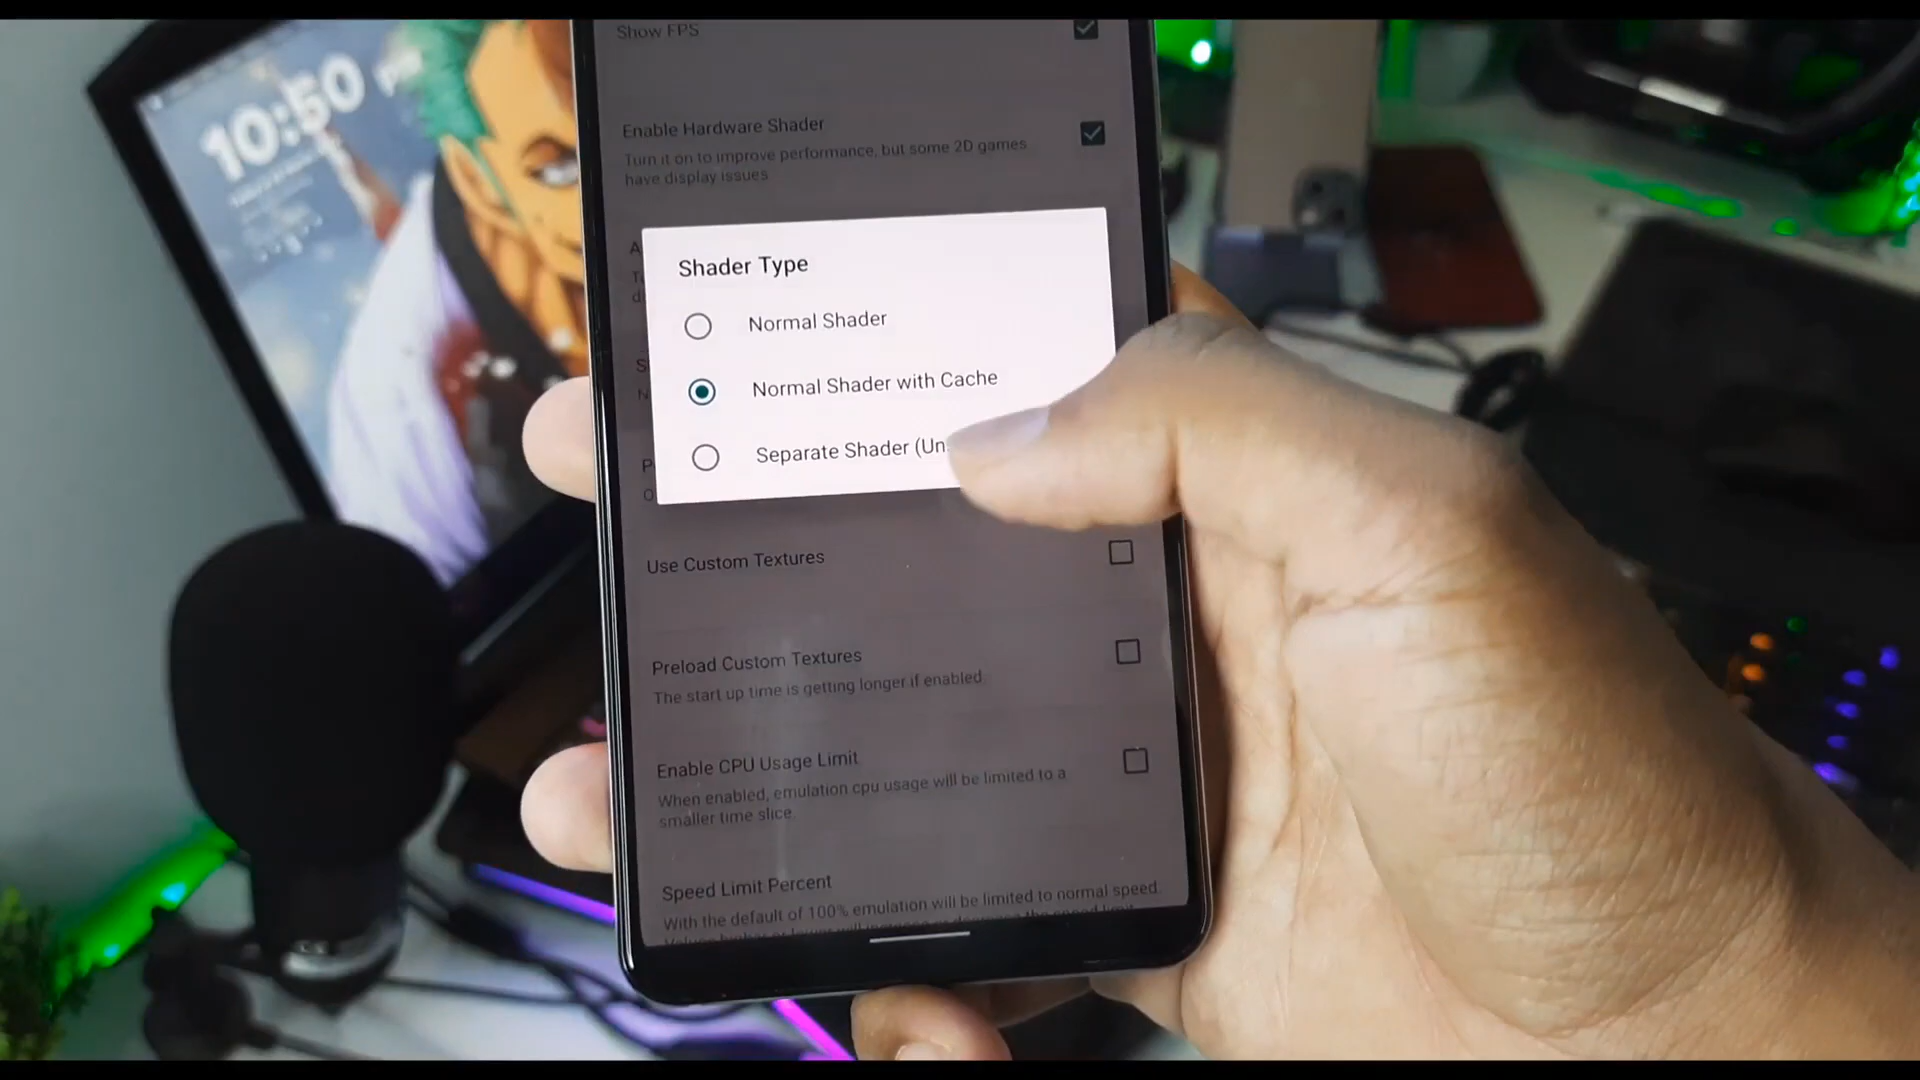 10:50
Show FPS
Enable Hardware Shader
Turn it on to improve performance, but some 2D games
have display issues
Shader Type
Normal Shader
Normal Shader with Cache
Separate Shader (Un
Use Custom Textures
Preload Custom Textures
The start up time is getting longer if enabled.
Enable CPU Usage Limit
When enabled, emulation cpu usage will be limited to a
smaller time slice.
Speed Limit Percent
With the default of 100% emulation will be limited to normal speed.